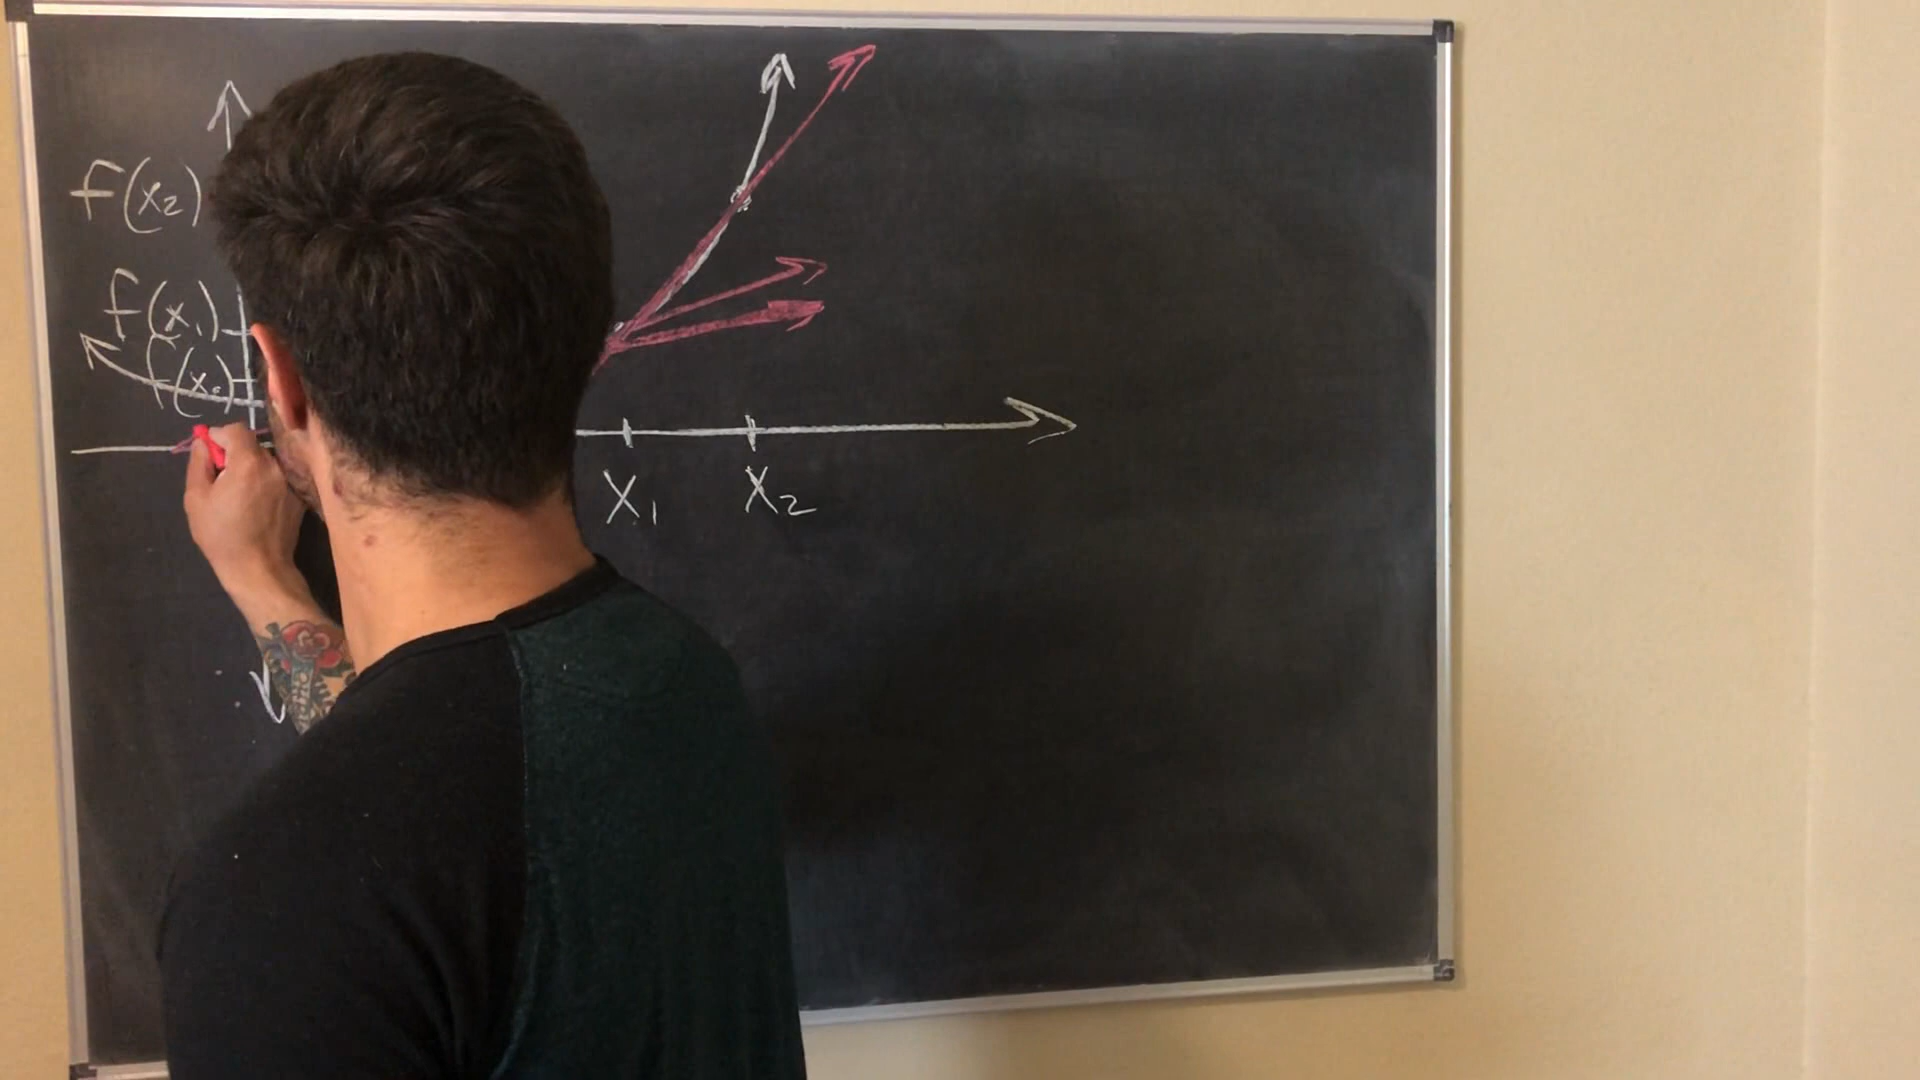 f(x₂)
f(x₁)
f(x₀)
x₁ x₂